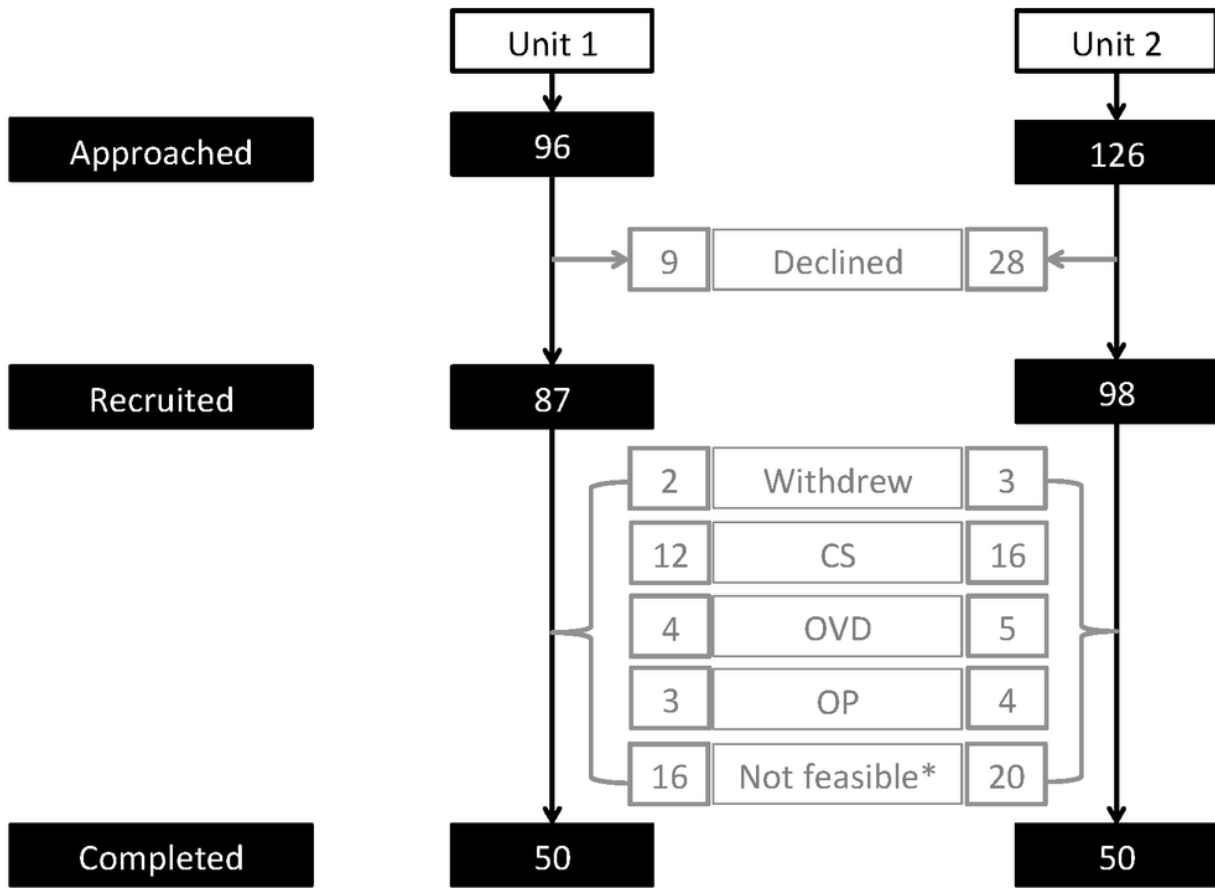 Unit 1 Unit 2
Approached 96 126
9 Declined 28
Recruited 87 98
2 Withdrew 3
12 CS 16
4 OVD 5
3 OP 4
16 Not feasible* 20
Completed 50 50